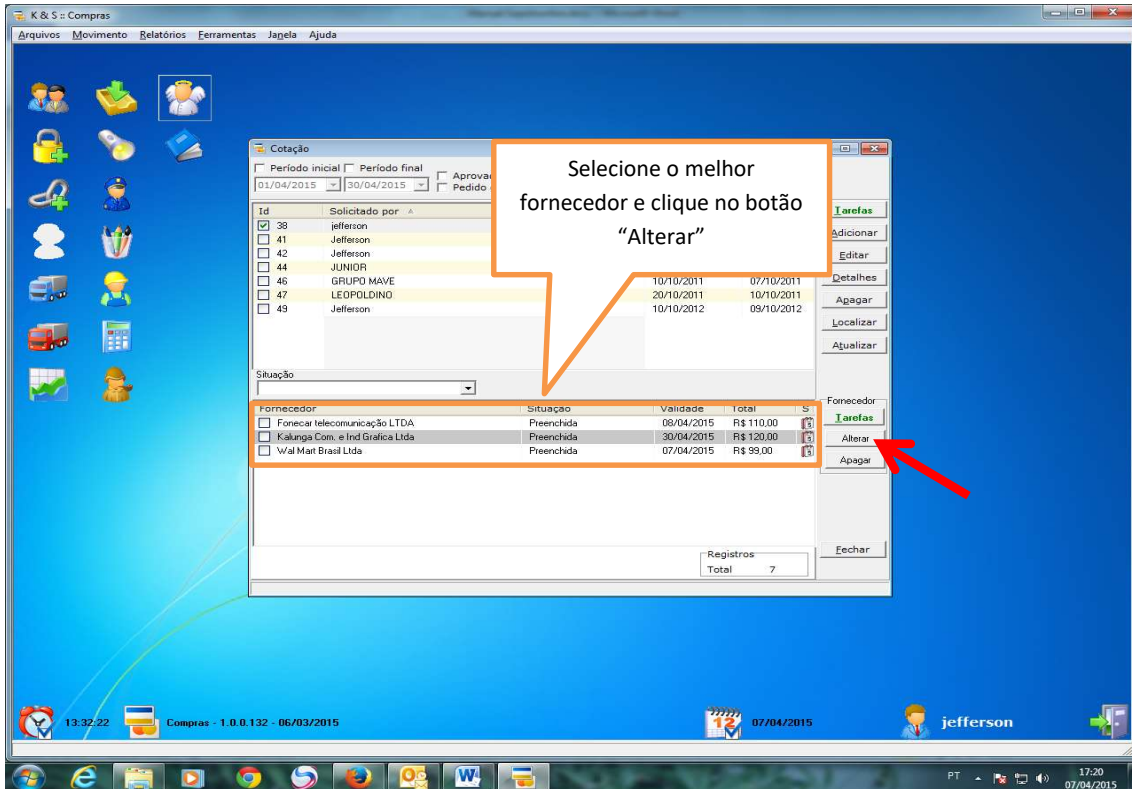 K & S :: Compras
Arquivos Movimento Relatórios Ferramentas Janela Ajuda
Cotação
Período inicial Período final
01/04/2015 30/04/2015
Pedido
Selecione o melhor
fornecedor e clique no botão
“Alterar”
Id Solicitado por
38 jefferson
41 Jefferson
42 Jefferson
44 JUNIOR
46 GRUPO MAVE 10/10/2011 07/10/2011
47 LEOPOLDINO 20/10/2011 10/10/2011
49 Jefferson 10/10/2012 09/10/2012
Tarefas
Adicionar
Editar
Detalhes
Apagar
Localizar
Atualizar
Situação
Fornecedor Situação Validade Total S
Fonecar telecomunicação LTDA Preenchida 08/04/2015 R$ 110,00
Kalunga Com. e Ind Grafica Ltda Preenchida 30/04/2015 R$ 120,00
Wal Mart Brasil Ltda Preenchida 07/04/2015 R$ 99,00
Fornecedor
Tarefas
Alterar
Apagar
Registros
Total 7
Fechar
13:32:22 Compras - 1.0.0.132 - 06/03/2015 12 07/04/2015 jefferson
PT 17:20
07/04/2015